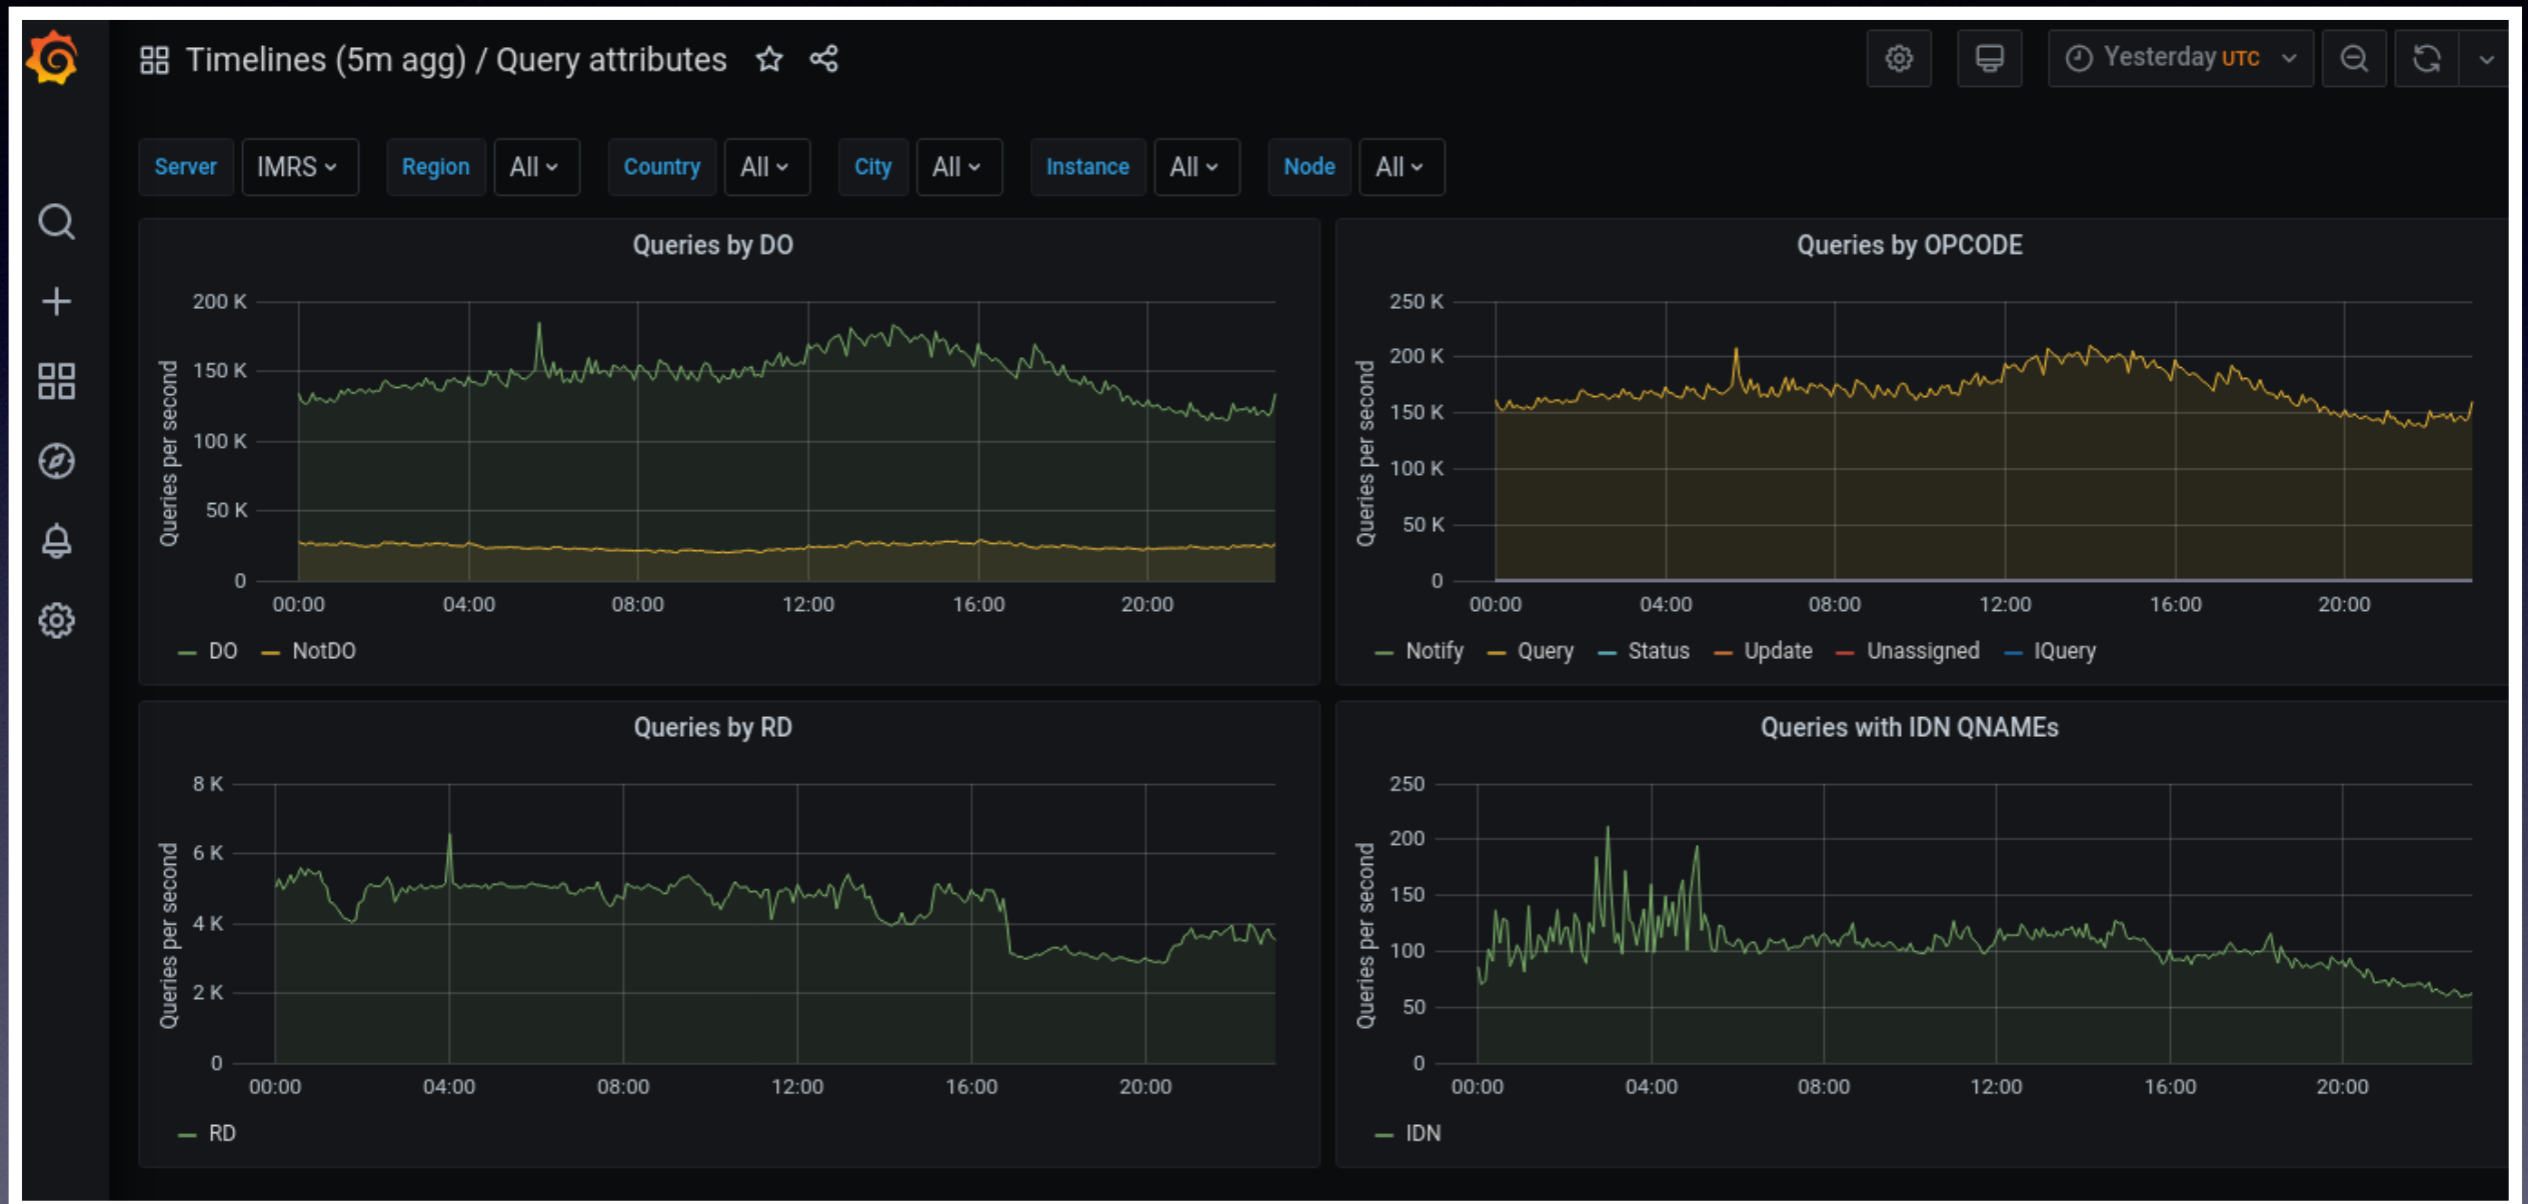 Timelines (5m agg) / Query attributes
Yesterday UTC
Server IMRS Region All Country All City All Instance All Node All
Queries by DO
Queries per second
200 K
150 K
100 K
50 K
0
00:00 04:00 08:00 12:00 16:00 20:00
DO NotDO
Queries by OPCODE
Queries per second
250 K
200 K
150 K
100 K
50 K
0
00:00 04:00 08:00 12:00 16:00 20:00
Notify Query Status Update Unassigned IQuery
Queries by RD
Queries per second
8 K
6 K
4 K
2 K
0
00:00 04:00 08:00 12:00 16:00 20:00
RD
Queries with IDN QNAMEs
Queries per second
250
200
150
100
50
0
00:00 04:00 08:00 12:00 16:00 20:00
IDN